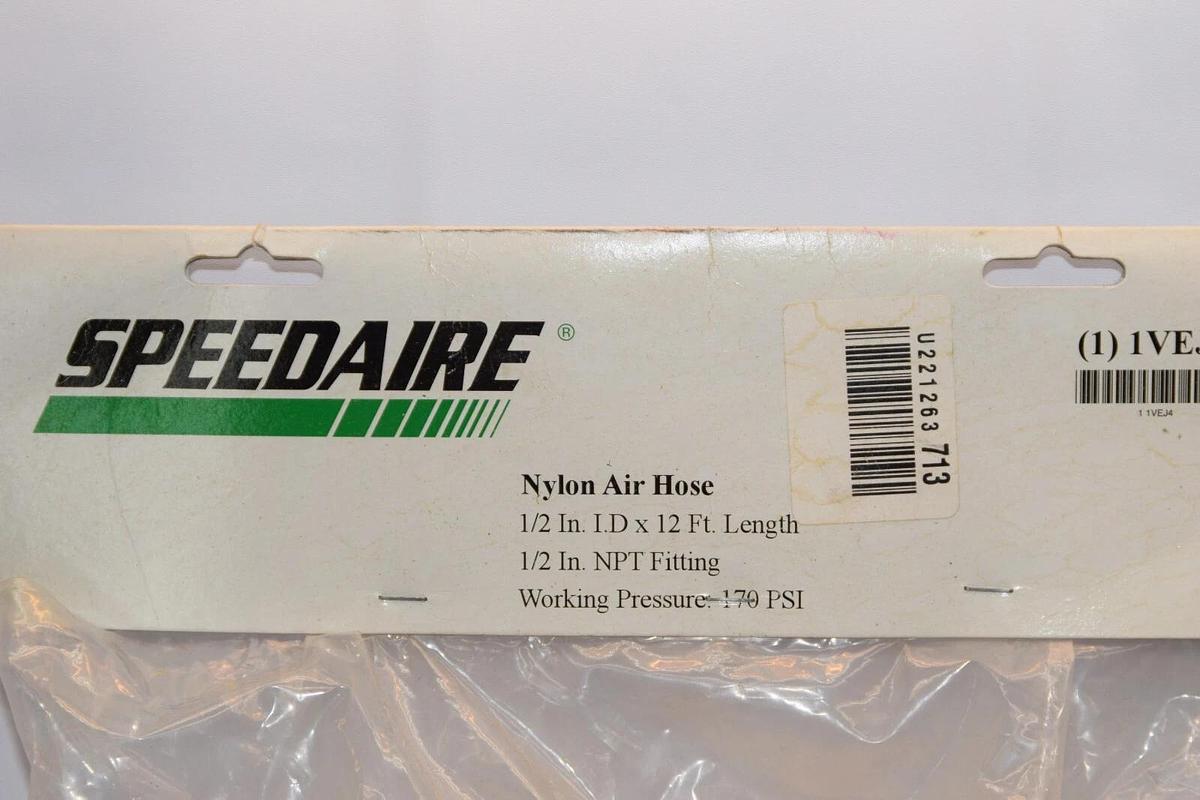 SPEEDAIRE®
Nylon Air Hose
1/2 In. I.D x 12 Ft. Length
1/2 In. NPT Fitting
Working Pressure: 170 PSI
U221263 713
(1) 1VEJ
1 1VEJ4